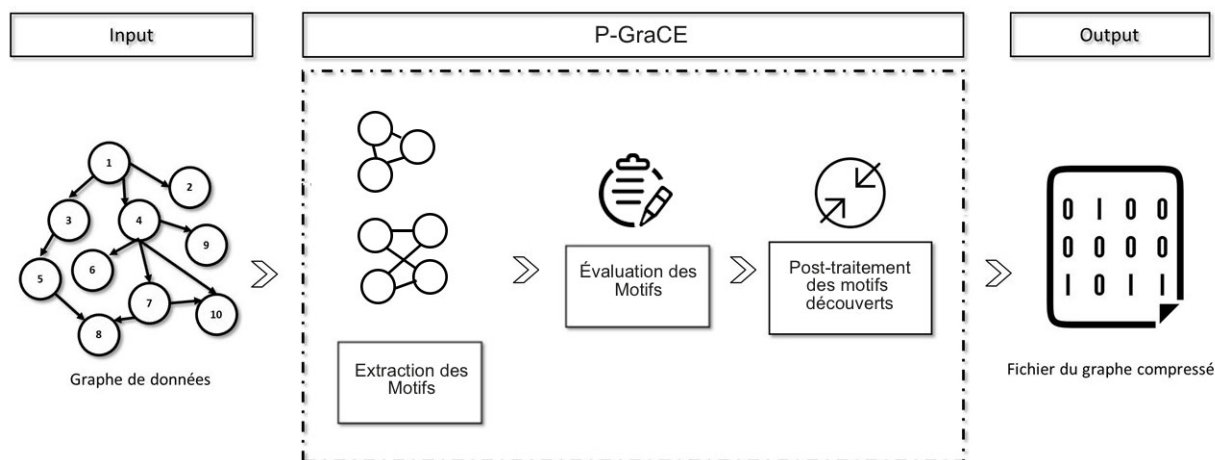 Input
P-GraCE
Output
1
2
3
4
9
6
5
7
10
8
Graphe de données
Extraction des
Motifs
Évaluation des
Motifs
Post-traitement
des motifs
découverts
0 1 0 0
0 0 0 0
1 0 1 1
Fichier du graphe compressé